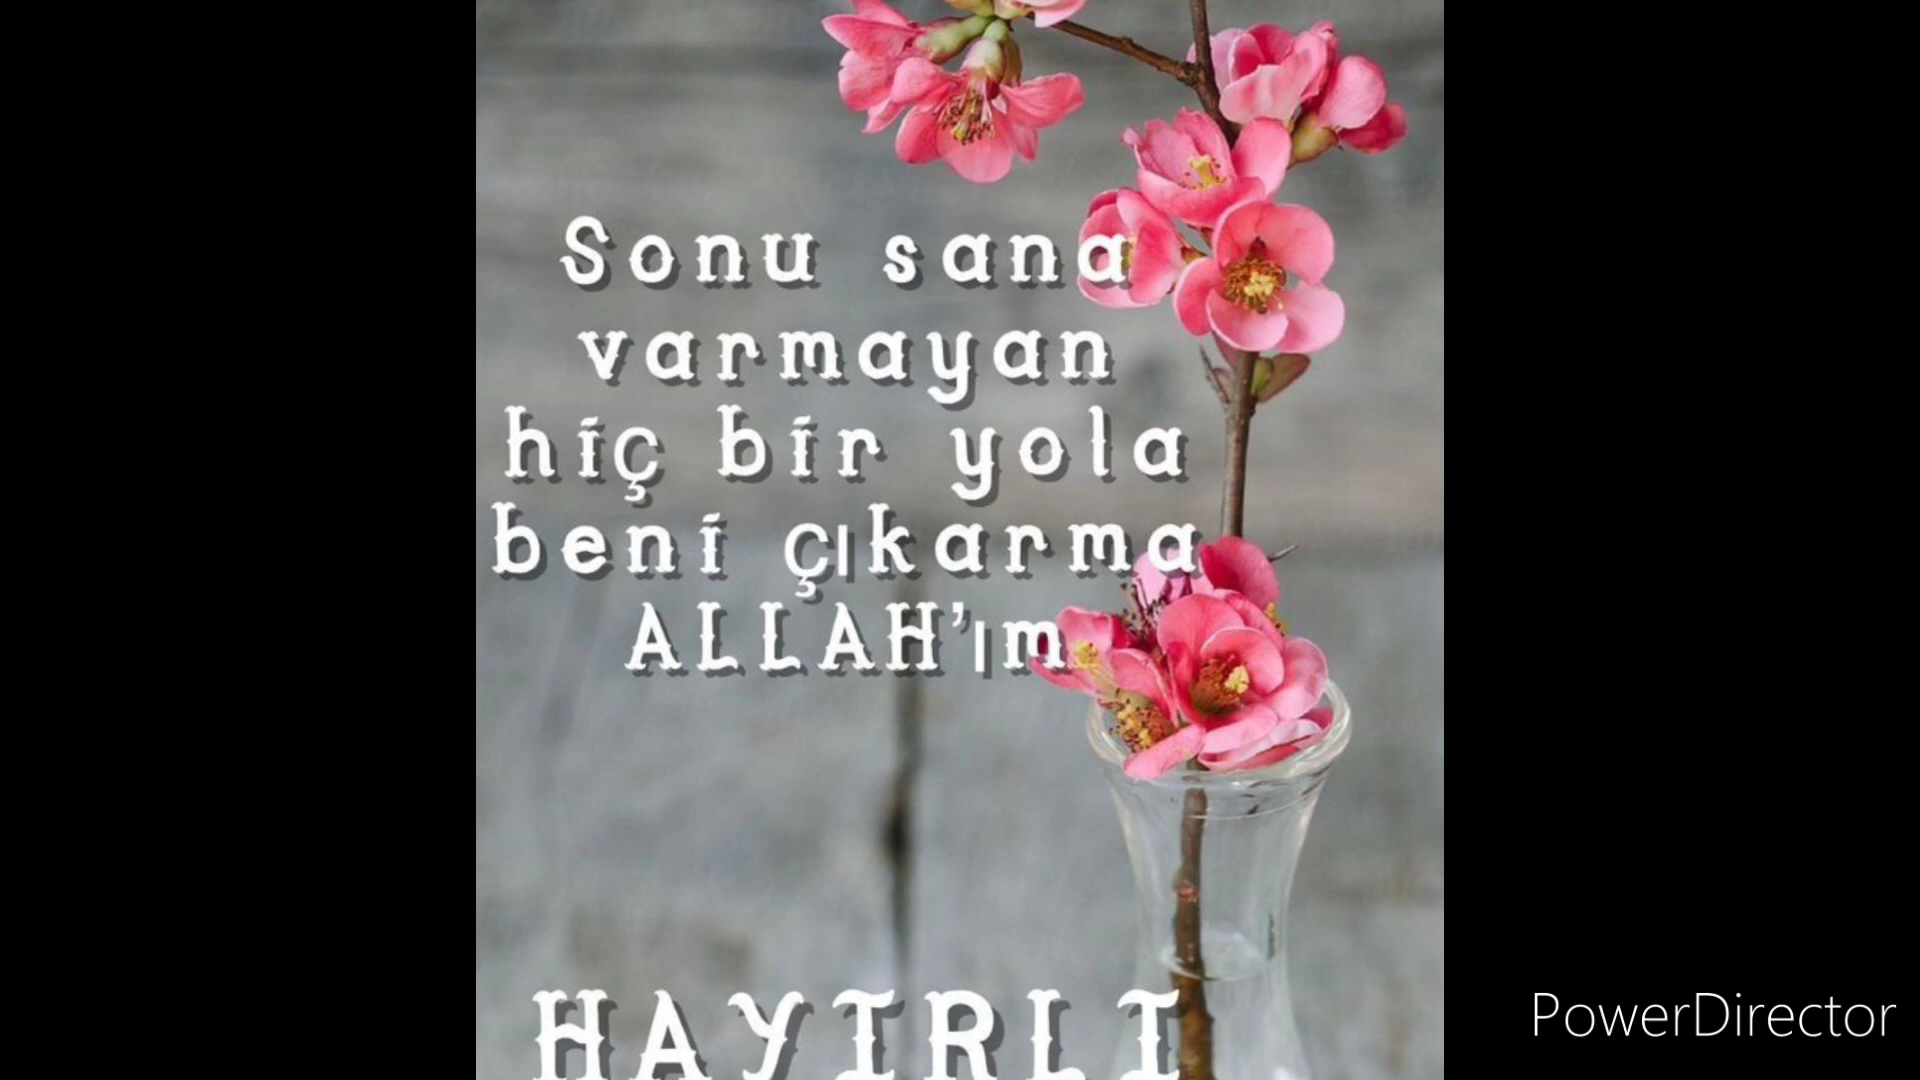 Sonu sana
varmayan
hiç bir yola
beni çıkarma
ALLAH'ım
HAYIRLI
PowerDirector